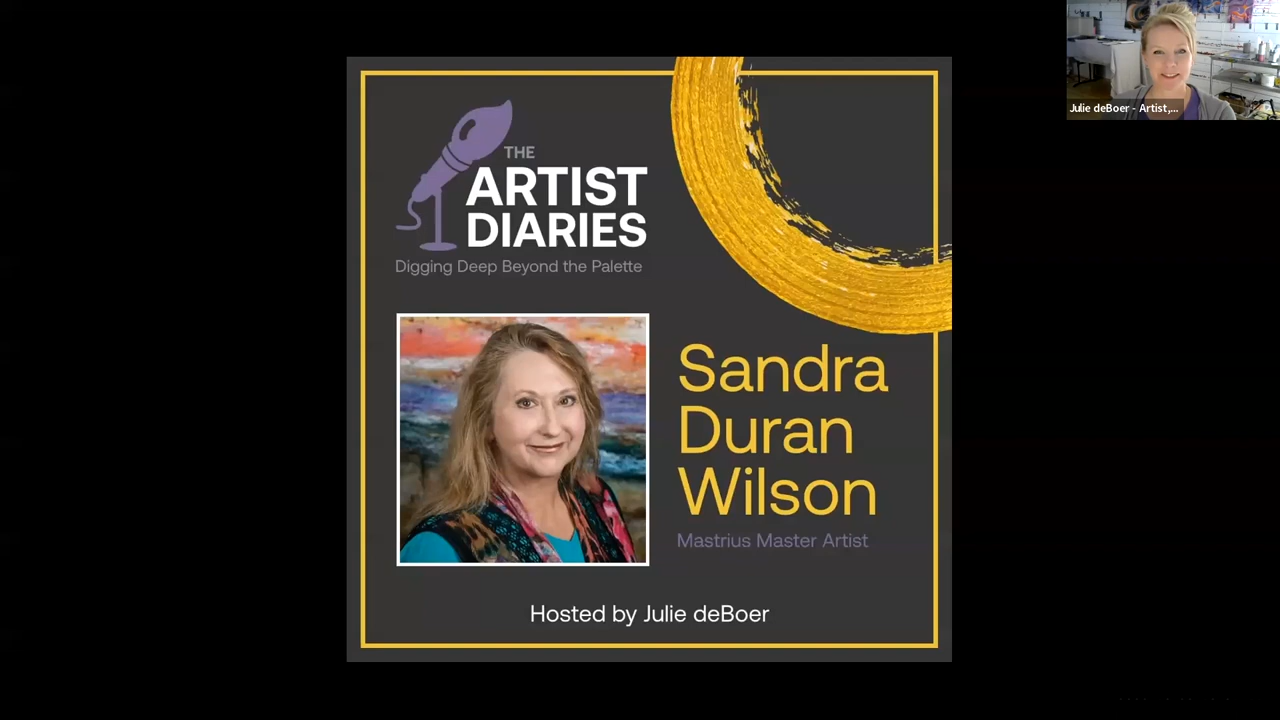 THE
ARTIST
DIARIES
Digging Deep Beyond the Palette
Sandra
Duran
Wilson
Mastrius Master Artist
Hosted by Julie deBoer
Julie deBoer - Artist,...